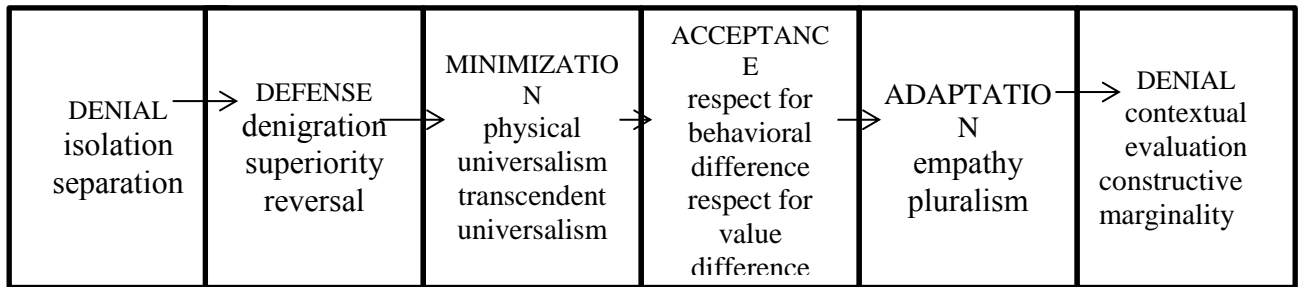 DENIAL
isolation
separation
DEFENSE
denigration
superiority
reversal
MINIMIZATIO
N
physical
universalism
transcendent
universalism
ACCEPTANC
E
respect for
behavioral
difference
respect for
value
difference
ADAPTATIO
N
empathy
pluralism
DENIAL
contextual
evaluation
constructive
marginality